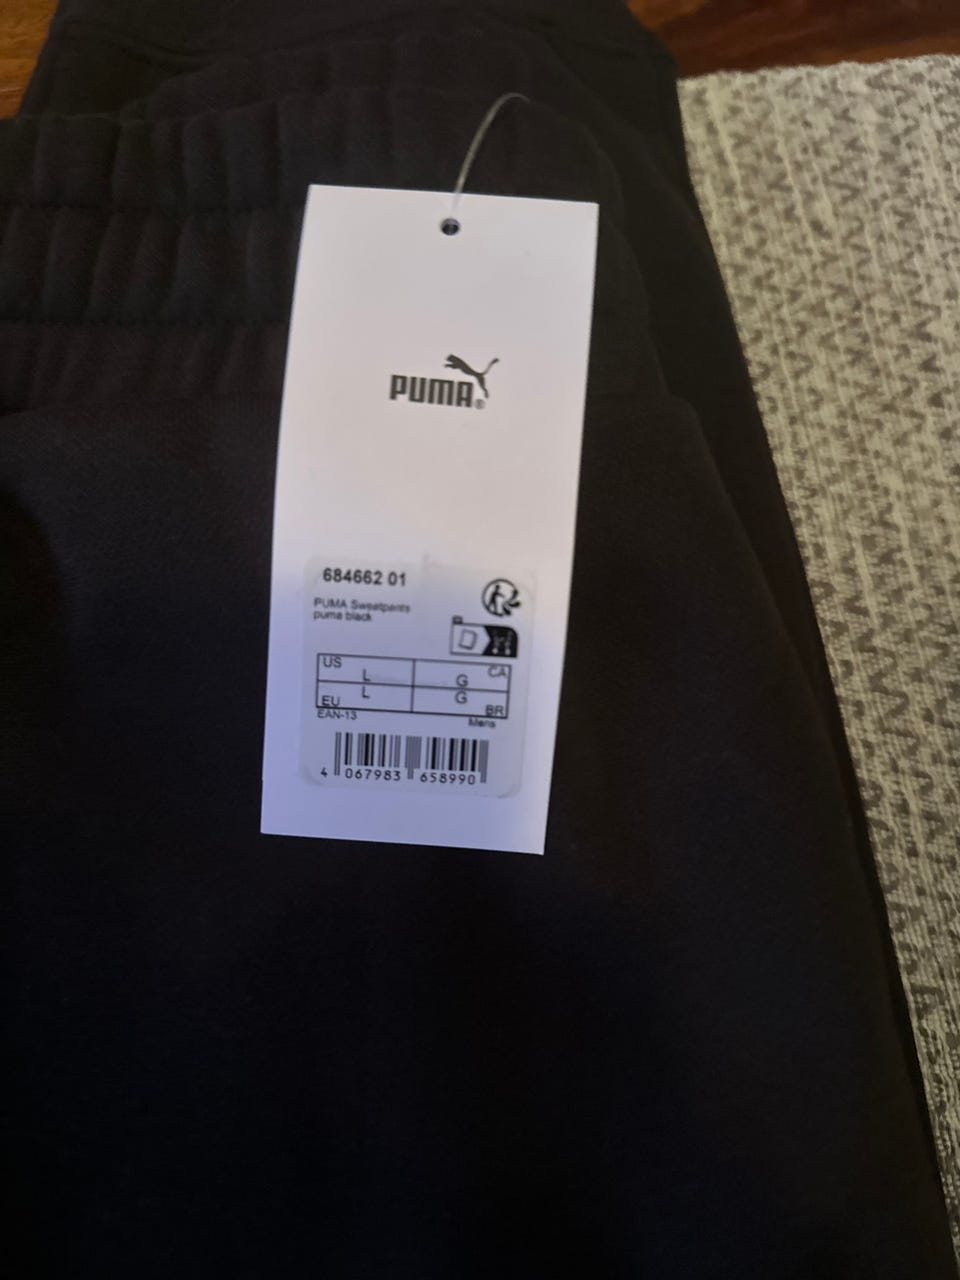 PUMA®
684662 01
PUMA Sweatpants
puma black
US L G CA
EU L G BR
EAN-13 Mens
4 067983 658990